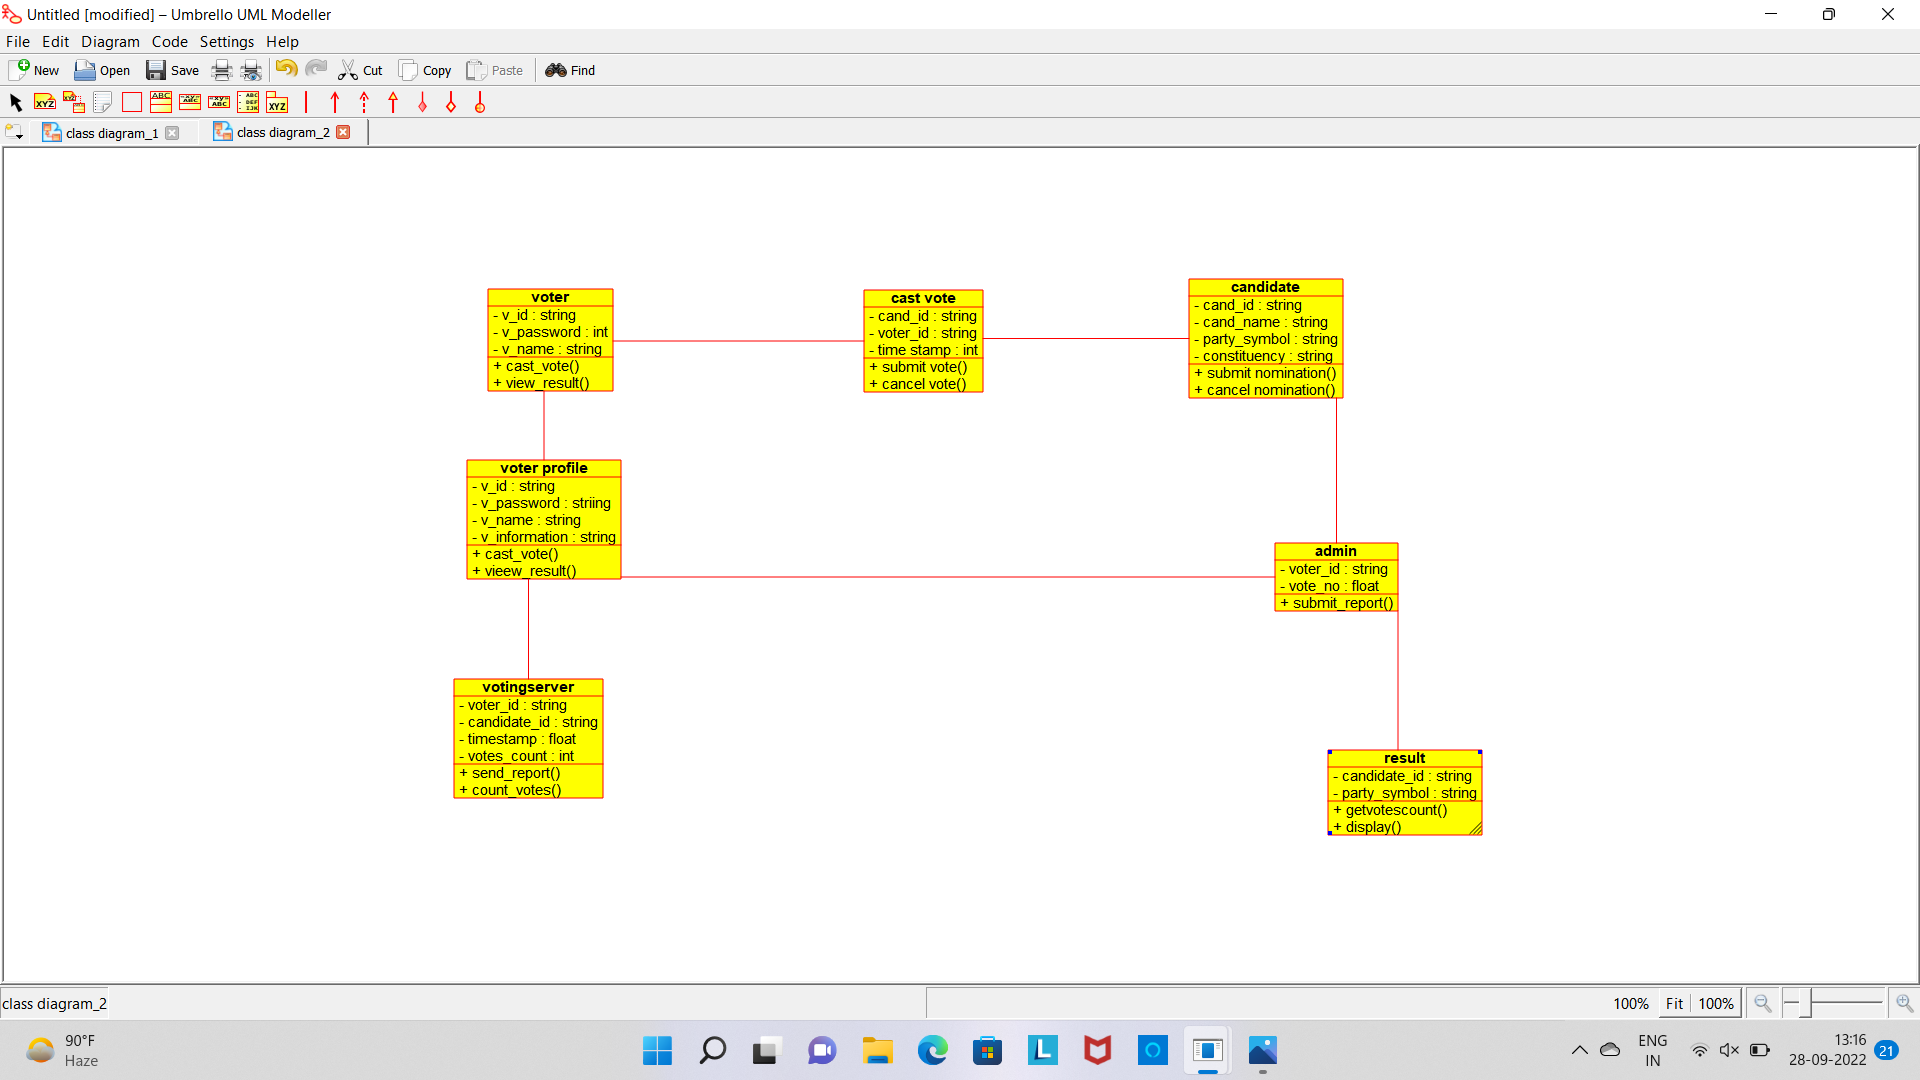 Untitled [modified] – Umbrello UML Modeller
File Edit Diagram Code Settings Help
New Open Save Cut Copy Paste Find
class diagram_1 class diagram_2
voter
- v_id : string
- v_password : int
- v_name : string
+ cast_vote()
+ view_result()
cast vote
- cand_id : string
- voter_id : string
- time stamp : int
+ submit vote()
+ cancel vote()
candidate
- cand_id : string
- cand_name : string
- party_symbol : string
- constituency : string
+ submit nomination()
+ cancel nomination()
voter profile
- v_id : string
- v_password : striing
- v_name : string
- v_information : string
+ cast_vote()
+ vieew_result()
admin
- voter_id : string
- vote_no : float
+ submit_report()
votingserver
- voter_id : string
- candidate_id : string
- timestamp : float
- votes_count : int
+ send_report()
+ count_votes()
result
- candidate_id : string
- party_symbol : string
+ getvotescount()
+ display()
class diagram_2
100% Fit 100%
90°F
Haze
ENG
IN
13:16
28-09-2022
21